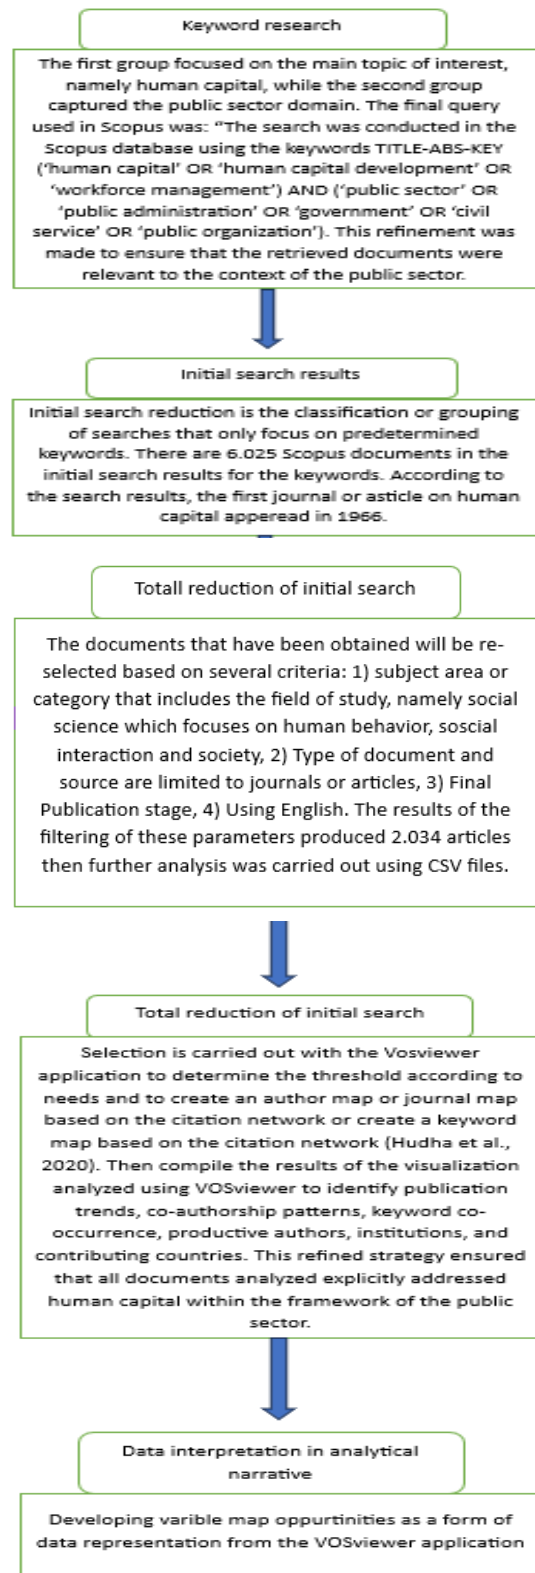 Keyword research
The first group focused on the main topic of interest,
namely human capital, while the second group
captured the public sector domain. The final query
used in Scopus was: "The search was conducted in the
Scopus database using the keywords TITLE-ABS-KEY
('human capital' OR 'human capital development' OR
'workforce management') AND ('public sector' OR
'public administration' OR 'government' OR 'civil
service' OR 'public organization'). This refinement was
made to ensure that the retrieved documents were
relevant to the context of the public sector.
Initial search results
Initial search reduction is the classification or grouping
of searches that only focus on predetermined
keywords. There are 6.025 Scopus documents in the
initial search results for the keywords. According to
the search results, the first journal or asticle on human
capital apperead in 1966.
Totall reduction of initial search
The documents that have been obtained will be re-
selected based on several criteria: 1) subject area or
category that includes the field of study, namely social
science which focuses on human behavior, soscial
interaction and society, 2) Type of document and
source are limited to journals or articles, 3) Final
Publication stage, 4) Using English. The results of the
filtering of these parameters produced 2.034 articles
then further analysis was carried out using CSV files.
Total reduction of initial search
Selection is carried out with the Vosviewer
application to determine the threshold according to
needs and to create an author map or journal map
based on the citation network or create a keyword
map based on the citation network (Hudha et al.,
2020). Then compile the results of the visualization
analyzed using VOSviewer to identify publication
trends, co-authorship patterns, keyword co-
occurrence, productive authors, institutions, and
contributing countries. This refined strategy ensured
that all documents analyzed explicitly addressed
human capital within the framework of the public
sector.
Data interpretation in analytical
narrative
Developing varible map oppurtinities as a form of
data representation from the VOSviewer application